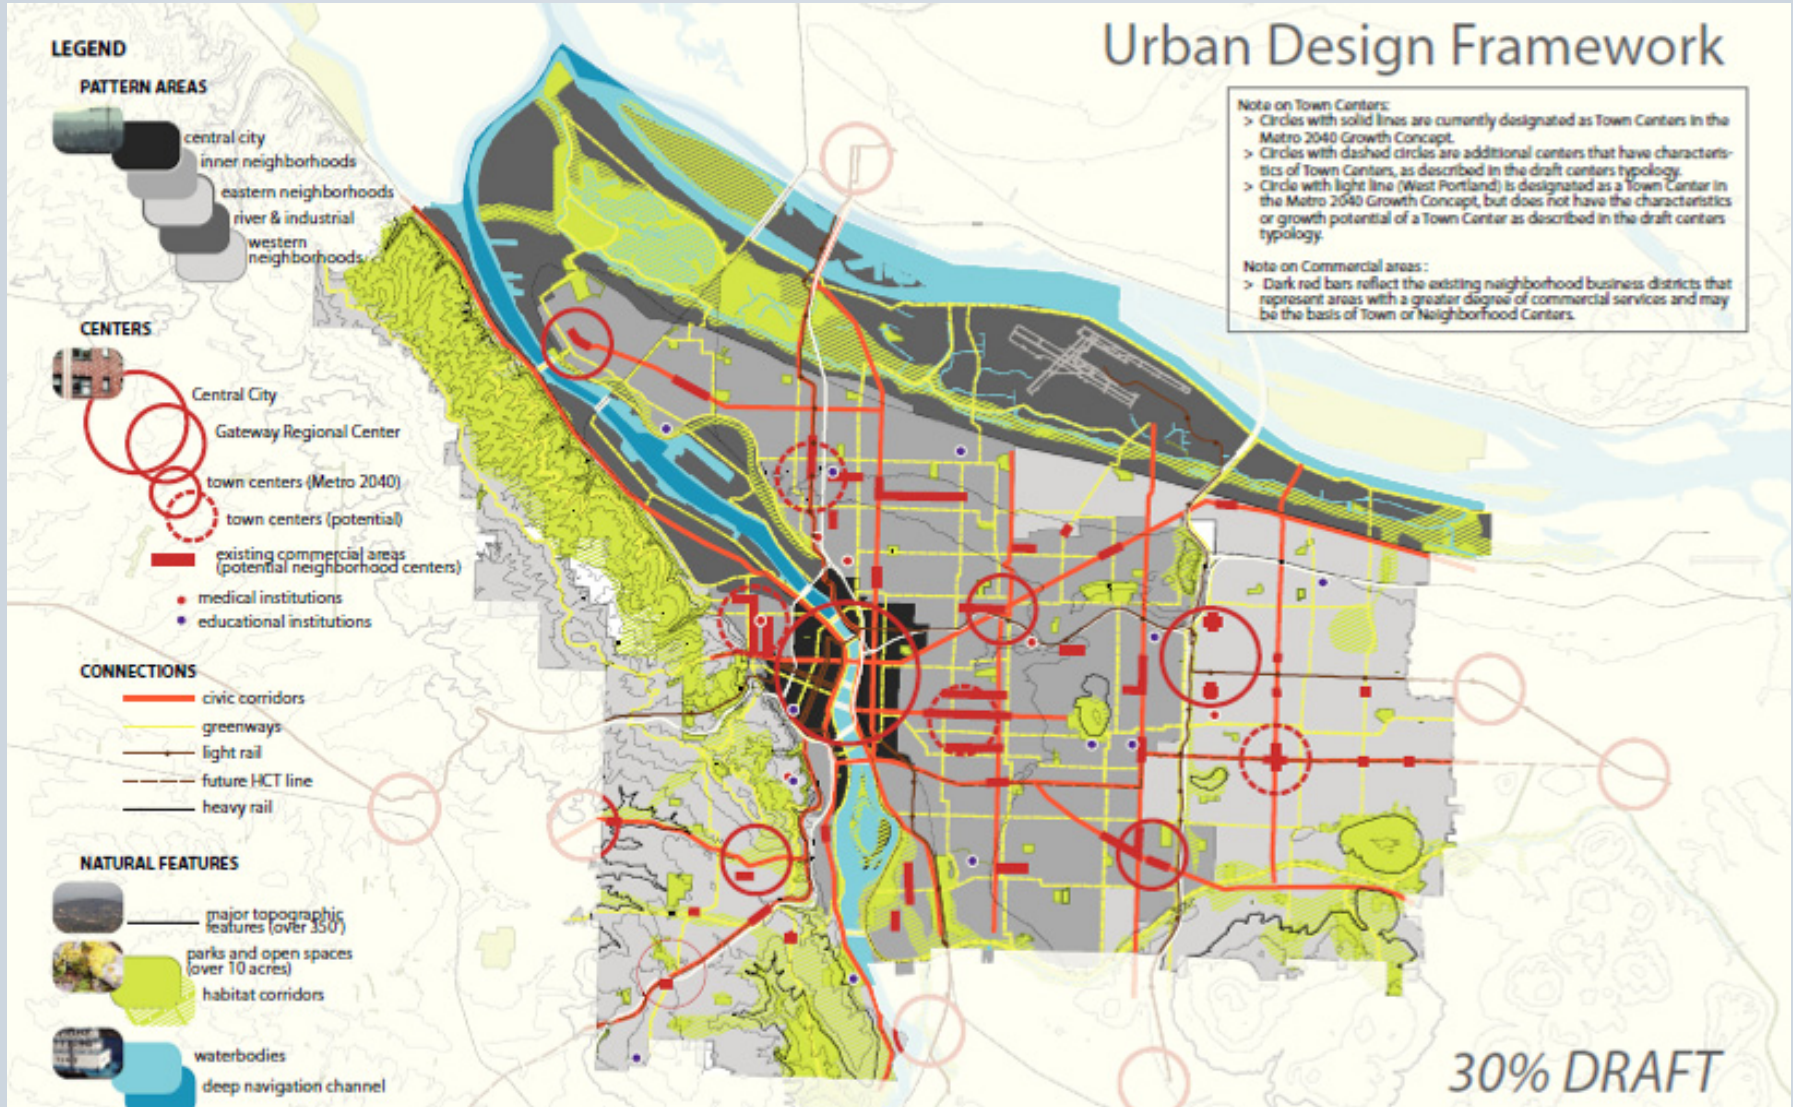 Urban Design Framework
LEGEND
PATTERN AREAS
central city
inner neighborhoods
eastern neighborhoods
river & industrial
western
neighborhoods
CENTERS
Central City
Gateway Regional Center
town centers (Metro 2040)
town centers (potential)
existing commercial areas
(potential neighborhood centers)
medical institutions
educational institutions
CONNECTIONS
civic corridors
greenways
light rail
future HCT line
heavy rail
NATURAL FEATURES
major topographic
features (over 350')
parks and open spaces
(over 10 acres)
habitat corridors
waterbodies
deep navigation channel
Note on Town Centers:
> Circles with solid lines are currently designated as Town Centers in the
Metro 2040 Growth Concept.
> Circles with dashed circles are additional centers that have characteris-
tics of Town Centers, as described in the draft centers typology.
> Circle with light line (West Portland) is designated as a Town Center in
the Metro 2040 Growth Concept, but does not have the characteristics
or growth potential of a Town Center as described in the draft centers
typology.
Note on Commercial areas :
> Dark red bars reflect the existing neighborhood business districts that
represent areas with a greater degree of commercial services and may
be the basis of Town or Neighborhood Centers.
30% DRAFT